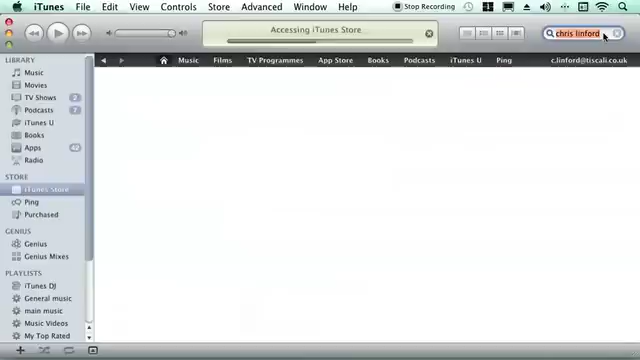 iTunes File Edit View Controls Store Advanced Window Help Stop Recording
Accessing iTunes Store...
chris linford
Music Films TV Programmes App Store Books Podcasts iTunes U Ping c.linford@tiscali.co.uk
LIBRARY
Music
Movies
TV Shows
Podcasts
iTunes U
Books
Apps
Radio
STORE
iTunes Store
Ping
Purchased
GENIUS
Genius
Genius Mixes
PLAYLISTS
iTunes DJ
General music
main music
Music Videos
My Top Rated